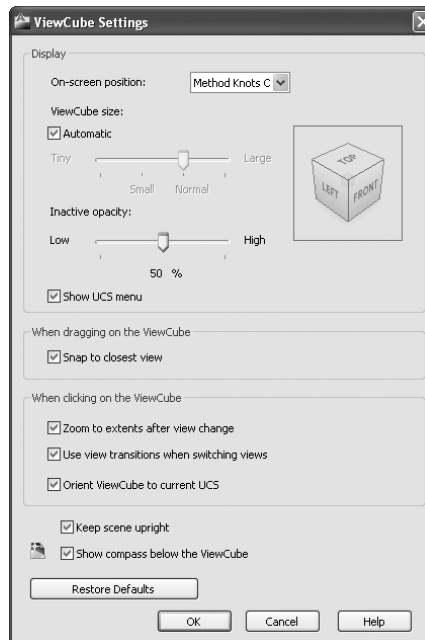 ViewCube Settings
Display
On-screen position:
Method Knots C
ViewCube size:
Automatic
Tiny
Large
Small
Normal
TOP
LEFT
FRONT
Inactive opacity:
Low
High
50 %
Show UCS menu
When dragging on the ViewCube
Snap to closest view
When clicking on the ViewCube
Zoom to extents after view change
Use view transitions when switching views
Orient ViewCube to current UCS
Keep scene upright
Show compass below the ViewCube
Restore Defaults
OK
Cancel
Help